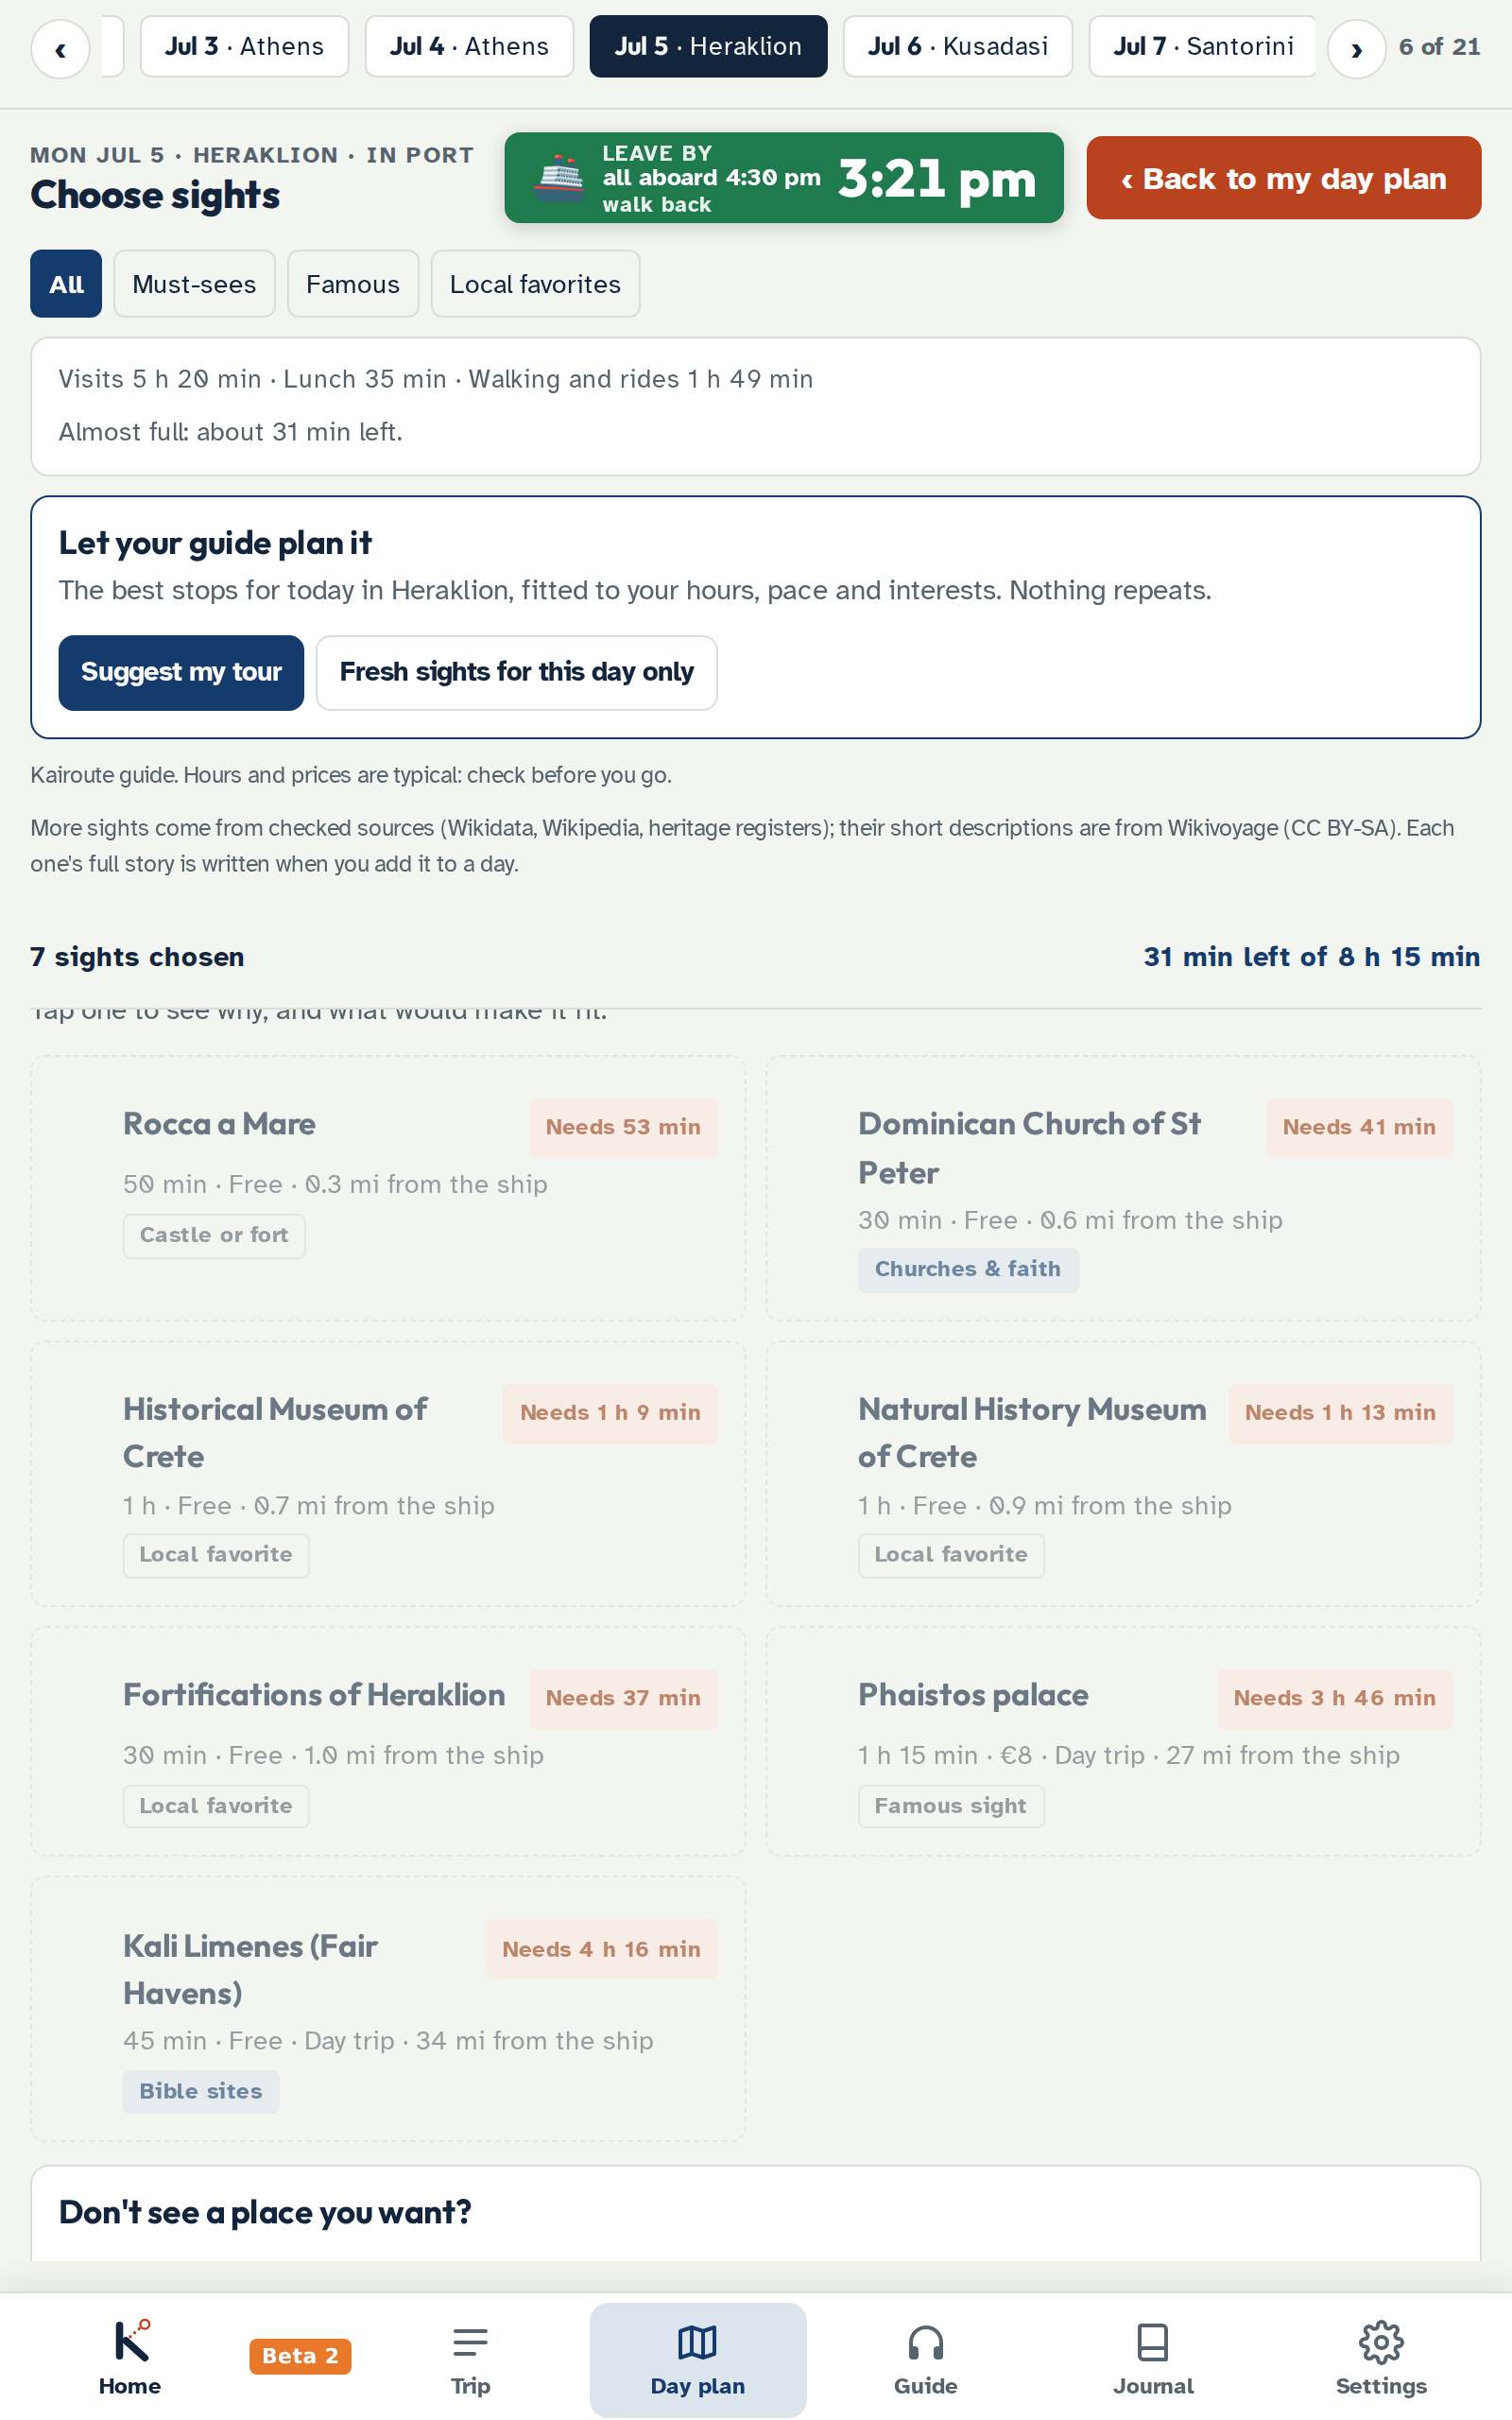 ‹
Jul 3 · Athens
Jul 4 · Athens
Jul 5 · Heraklion
Jul 6 · Kusadasi
Jul 7 · Santorini
›
6 of 21
MON JUL 5 · HERAKLION · IN PORT
Choose sights
LEAVE BY
all aboard 4:30 pm
walk back
3:21 pm
‹ Back to my day plan
All
Must-sees
Famous
Local favorites
Visits 5 h 20 min · Lunch 35 min · Walking and rides 1 h 49 min
Almost full: about 31 min left.
Let your guide plan it
The best stops for today in Heraklion, fitted to your hours, pace and interests. Nothing repeats.
Suggest my tour
Fresh sights for this day only
Kairoute guide. Hours and prices are typical: check before you go.
More sights come from checked sources (Wikidata, Wikipedia, heritage registers); their short descriptions are from Wikivoyage (CC BY-SA). Each
one's full story is written when you add it to a day.
7 sights chosen
31 min left of 8 h 15 min
Tap one to see why, and what would make it fit.
Rocca a Mare
Needs 53 min
50 min · Free · 0.3 mi from the ship
Castle or fort
Dominican Church of St
Peter
Needs 41 min
30 min · Free · 0.6 mi from the ship
Churches & faith
Historical Museum of
Crete
Needs 1 h 9 min
1 h · Free · 0.7 mi from the ship
Local favorite
Natural History Museum
of Crete
Needs 1 h 13 min
1 h · Free · 0.9 mi from the ship
Local favorite
Fortifications of Heraklion
Needs 37 min
30 min · Free · 1.0 mi from the ship
Local favorite
Phaistos palace
Needs 3 h 46 min
1 h 15 min · €8 · Day trip · 27 mi from the ship
Famous sight
Kali Limenes (Fair
Havens)
Needs 4 h 16 min
45 min · Free · Day trip · 34 mi from the ship
Bible sites
Don't see a place you want?
Home
Beta 2
Trip
Day plan
Guide
Journal
Settings